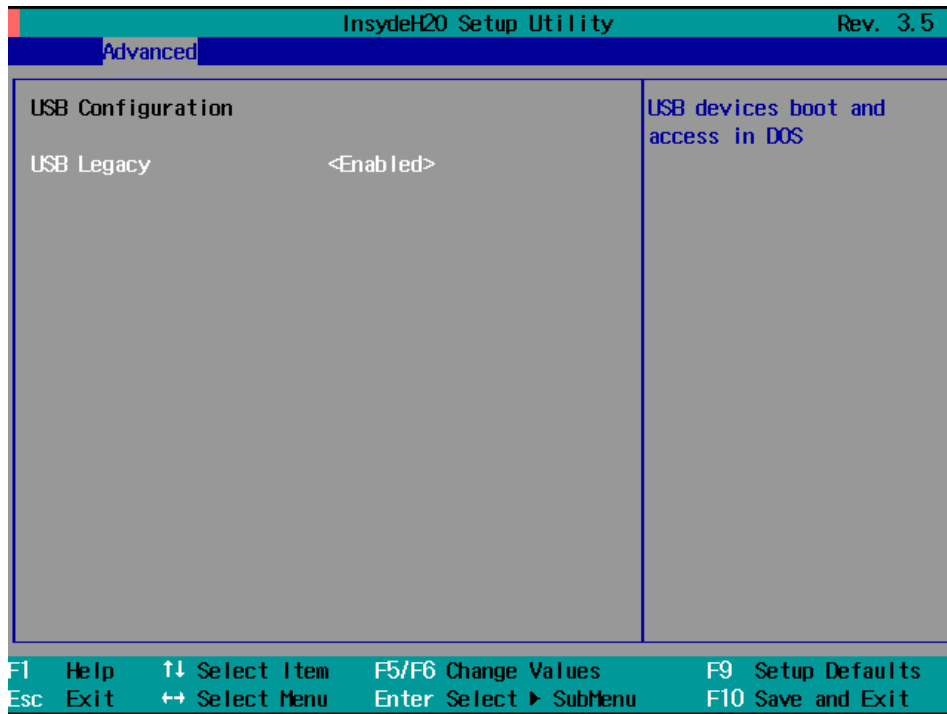 InsydeH20 Setup Utility Rev. 3.5
Advanced
USB Configuration
USB Legacy <Enabled>
USB devices boot and
access in DOS
F1 Help ↑↓ Select Item F5/F6 Change Values F9 Setup Defaults
Esc Exit ↔ Select Menu Enter Select ▶ SubMenu F10 Save and Exit